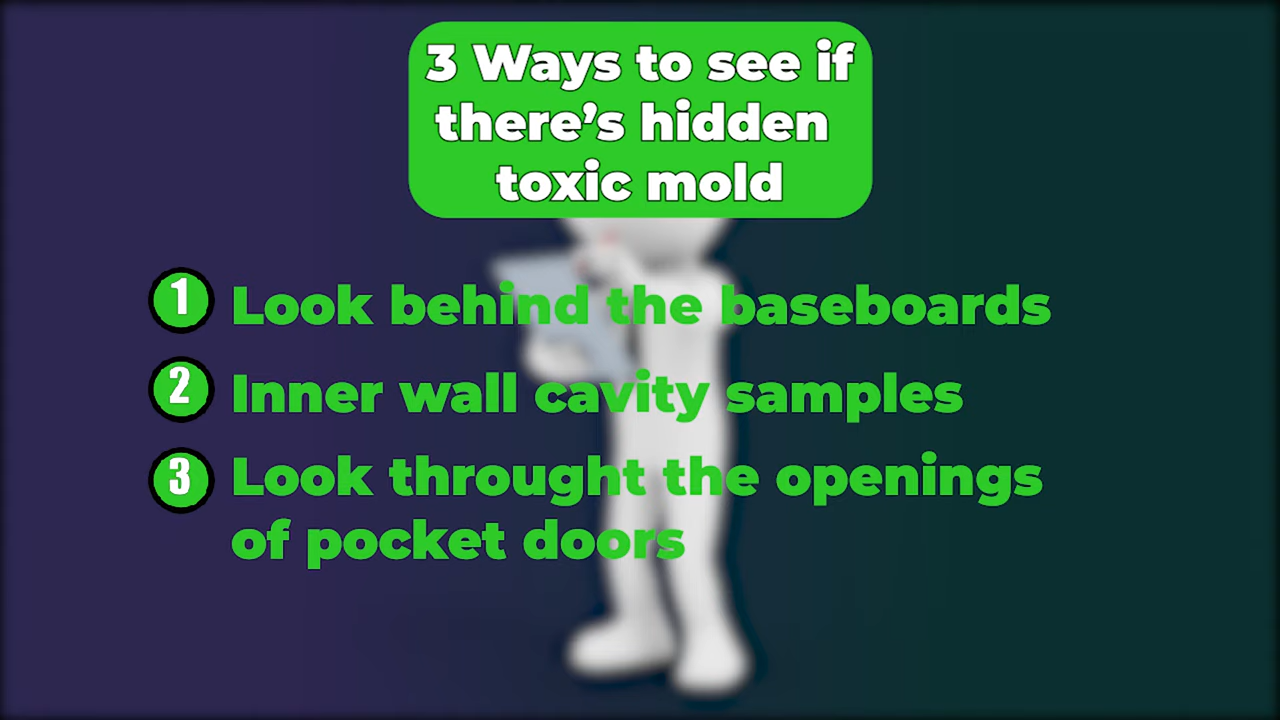 3 Ways to see if
there's hidden
toxic mold
1 Look behind the baseboards
2 Inner wall cavity samples
3 Look throught the openings
of pocket doors